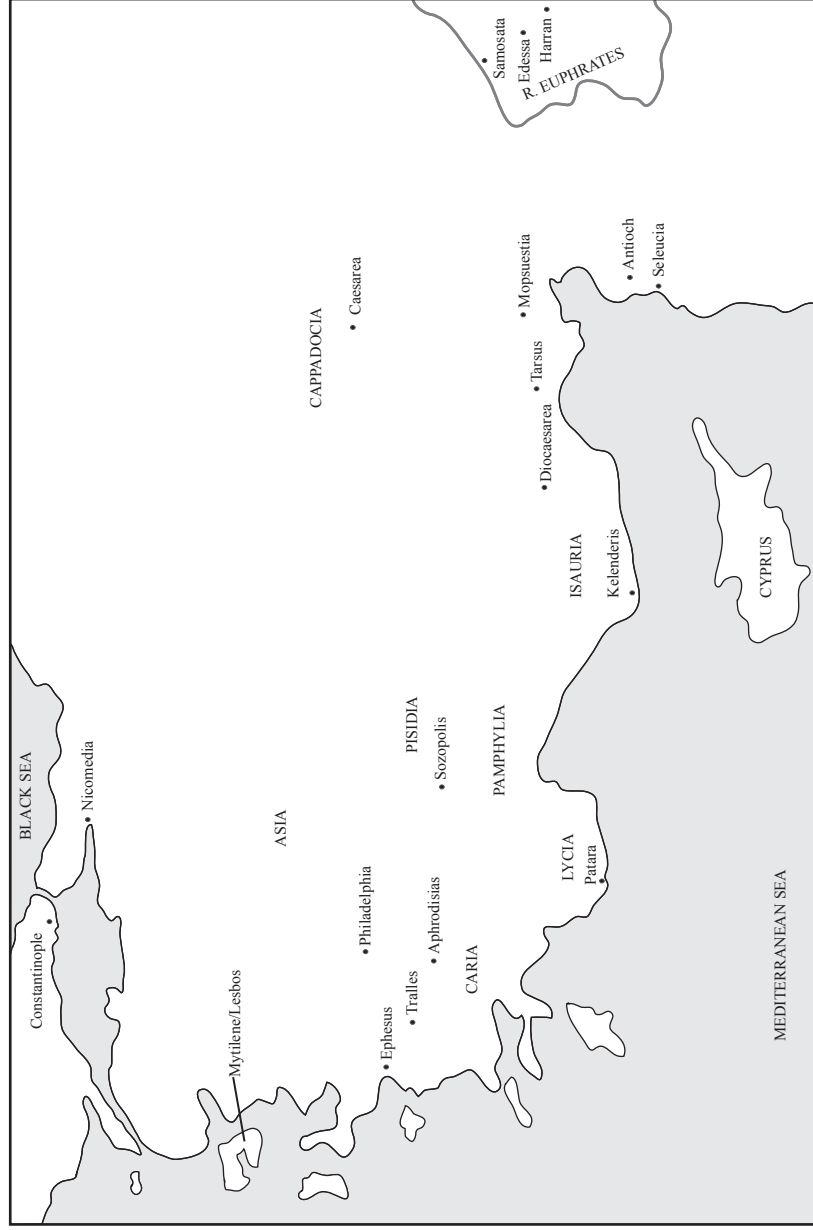 BLACK SEA
Constantinople
Nicomedia
Mytilene/Lesbos
ASIA
CAPPADOCIA
Caesarea
Philadelphia
Ephesus
Tralles
Aphrodisias
CARIA
PISIDIA
Sozopolis
PAMPHYLIA
LYCIA
Patara
ISAURIA
Kelenderis
Diocaesarea
Tarsus
Mopsuestia
Antioch
Seleucia
Samosata
Edessa
Harran
R. EUPHRATES
CYPRUS
MEDITERRANEAN SEA